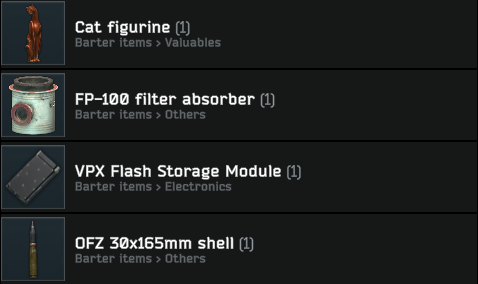 Cat figurine (1)
Barter items > Valuables
FP-100 filter absorber (1)
Barter items > Others
VPX Flash Storage Module (1)
Barter items > Electronics
OFZ 30x165mm shell (1)
Barter items > Others